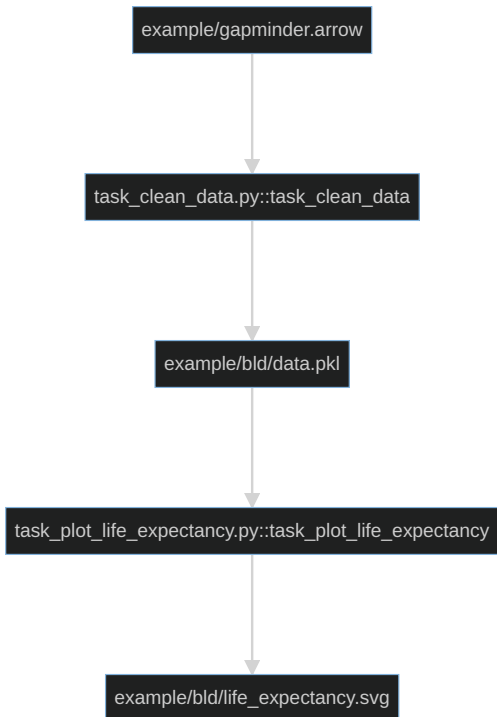 example/gapminder.arrow
task_clean_data.py::task_clean_data
example/bld/data.pkl
task_plot_life_expectancy.py::task_plot_life_expectancy
example/bld/life_expectancy.svg